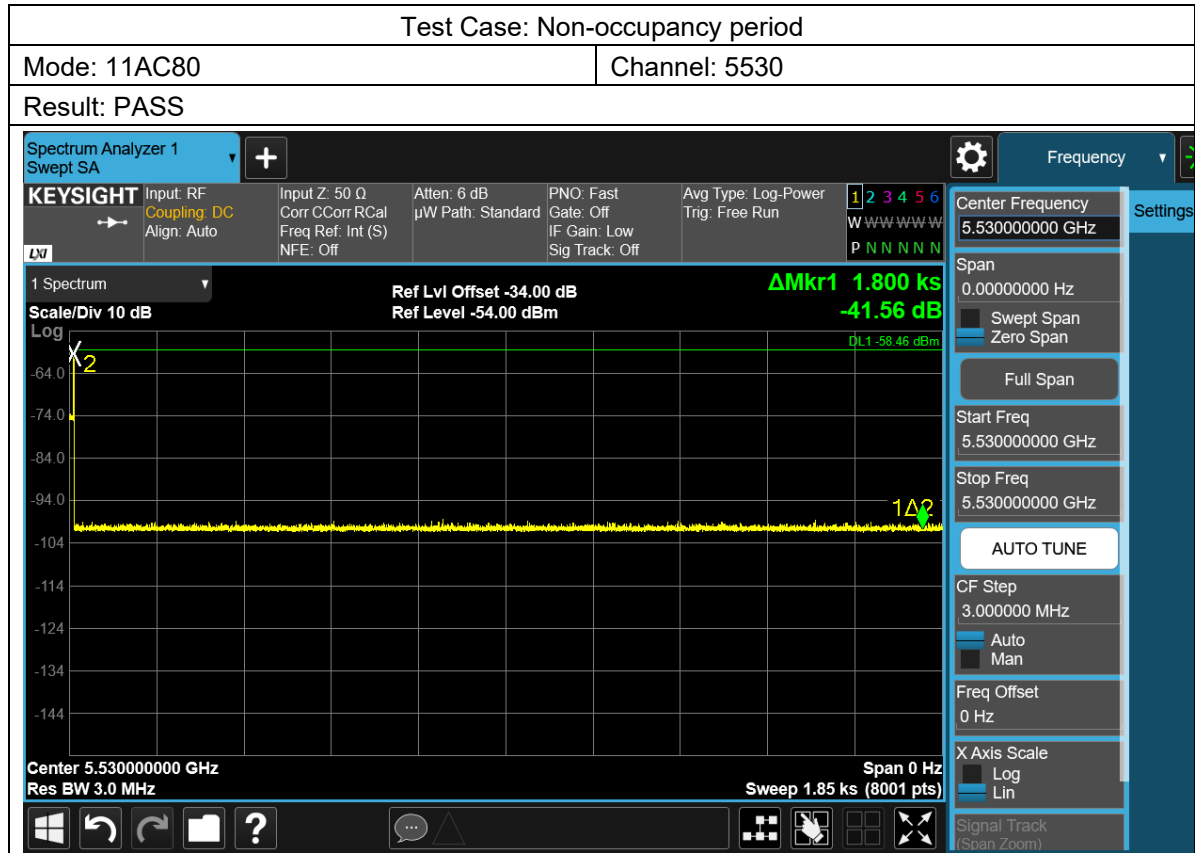 Test Case: Non-occupancy period
Mode: 11AC80
Channel: 5530
Result: PASS
Spectrum Analyzer 1
Swept SA
Frequency
KEYSIGHT
LXI
Input: RF
Coupling: DC
Align: Auto
Input Z: 50 Ω
Corr CCorr RCal
Freq Ref: Int (S)
NFE: Off
Atten: 6 dB
µW Path: Standard
PNO: Fast
Gate: Off
IF Gain: Low
Sig Track: Off
Avg Type: Log-Power
Trig: Free Run
1 2 3 4 5 6
W W W W W W
P N N N N N
1 Spectrum
Scale/Div 10 dB
Log
Ref Lvl Offset -34.00 dB
Ref Level -54.00 dBm
ΔMkr1 1.800 ks
-41.56 dB
DL1 -58.46 dBm
X2
-64.0
-74.0
-84.0
-94.0
1Δ2
-104
-114
-124
-134
-144
Center 5.530000000 GHz
Res BW 3.0 MHz
Span 0 Hz
Sweep 1.85 ks (8001 pts)
Center Frequency
5.530000000 GHz
Settings
Span
0.00000000 Hz
Swept Span
Zero Span
Full Span
Start Freq
5.530000000 GHz
Stop Freq
5.530000000 GHz
AUTO TUNE
CF Step
3.000000 MHz
Auto
Man
Freq Offset
0 Hz
X Axis Scale
Log
Lin
Signal Track
(Span Zoom)